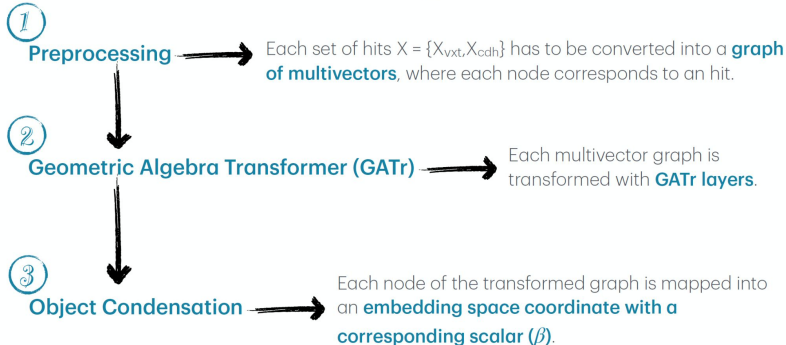 1
Preprocessing
Each set of hits X = {Xvxt,Xcdh} has to be converted into a graph
of multivectors, where each node corresponds to an hit.
2
Geometric Algebra Transformer (GATr)
Each multivector graph is
transformed with GATr layers.
3
Object Condensation
Each node of the transformed graph is mapped into
an embedding space coordinate with a
corresponding scalar (β).